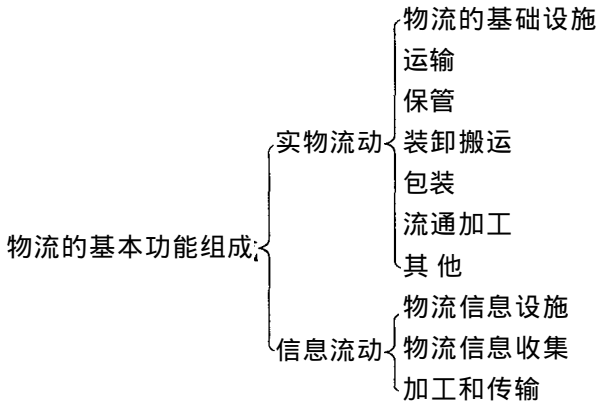 物流的基础设施
运输
保管
实物流动
装卸搬运
包装
流通加工
物流的基本功能组成
其 他
物流信息设施
信息流动
物流信息收集
加工和传输